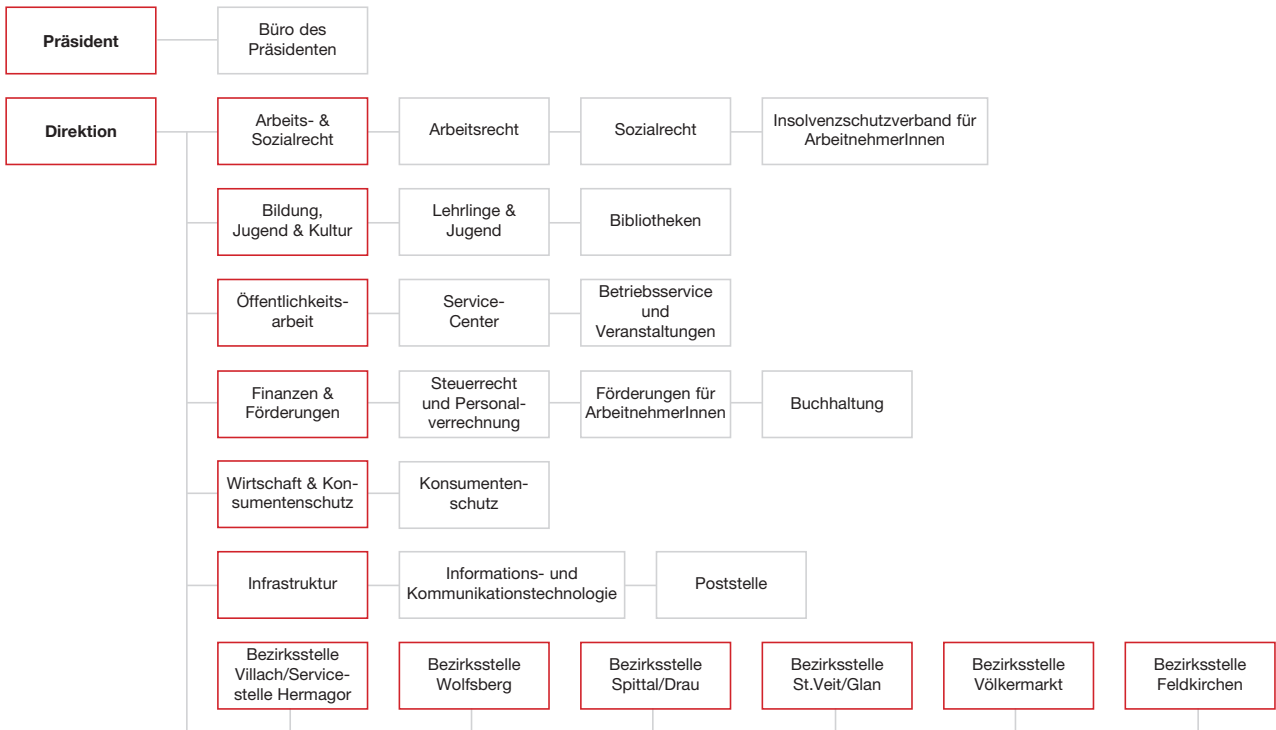 Präsident
Büro des
Präsidenten
Direktion
Arbeits- &
Sozialrecht
Arbeitsrecht
Sozialrecht
Insolvenzschutzverband für
ArbeitnehmerInnen
Bildung,
Jugend & Kultur
Lehrlinge &
Jugend
Bibliotheken
Öffentlichkeits-
arbeit
Service-
Center
Betriebsservice
und
Veranstaltungen
Finanzen &
Förderungen
Steuerrecht
und Personal-
verrechnung
Förderungen für
ArbeitnehmerInnen
Buchhaltung
Wirtschaft & Kon-
sumentenschutz
Konsumenten-
schutz
Infrastruktur
Informations- und
Kommunikationstechnologie
Poststelle
Bezirksstelle
Villach/Service-
stelle Hermagor
Bezirksstelle
Wolfsberg
Bezirksstelle
Spittal/Drau
Bezirksstelle
St.Veit/Glan
Bezirksstelle
Völkermarkt
Bezirksstelle
Feldkirchen